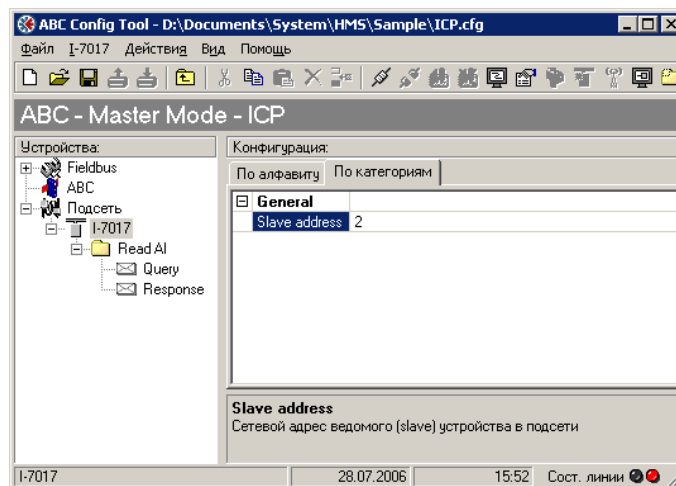 ABC Config Tool - D:\Documents\System\HMS\Sample\ICP.cfg
Файл I-7017 Действия Вид Помощь
ABC - Master Mode - ICP
Устройства:
Fieldbus
ABC
Подсеть
I-7017
Read AI
Query
Response
Конфигурация:
По алфавиту По категориям
General
Slave address 2
Slave address
Сетевой адрес ведомого (slave) устройства в подсети
I-7017 28.07.2006 15:52 Сост. линии